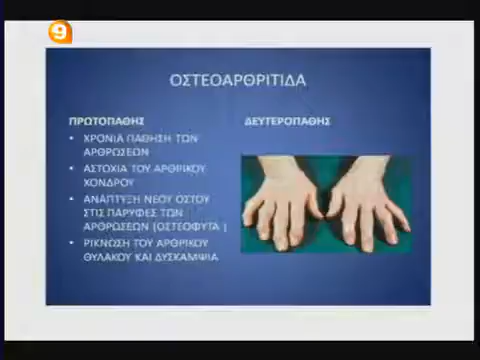 9
ΟΣΤΕΟΑΡΘΡΙΤΙΔΑ
ΠΡΩΤΟΠΑΘΗΣ
• ΧΡΟΝΙΑ ΠΑΘΗΣΗ ΤΩΝ
ΑΡΘΡΩΣΕΩΝ
• ΑΣΤΟΧΙΑ ΤΟΥ ΑΡΘΡΙΚΟΥ
ΧΟΝΔΡΟΥ
• ΑΝΑΠΤΥΞΗ ΝΕΟΥ ΟΣΤΟΥ
ΣΤΙΣ ΠΑΡΥΦΕΣ ΤΩΝ
ΑΡΘΡΩΣΕΩΝ (ΟΣΤΕΟΦΥΤΑ )
• ΡΙΚΝΩΣΗ ΤΟΥ ΑΡΘΡΙΚΟΥ
ΘΥΛΑΚΟΥ ΚΑΙ ΔΥΣΚΑΜΨΙΑ
ΔΕΥΤΕΡΟΠΑΘΗΣ